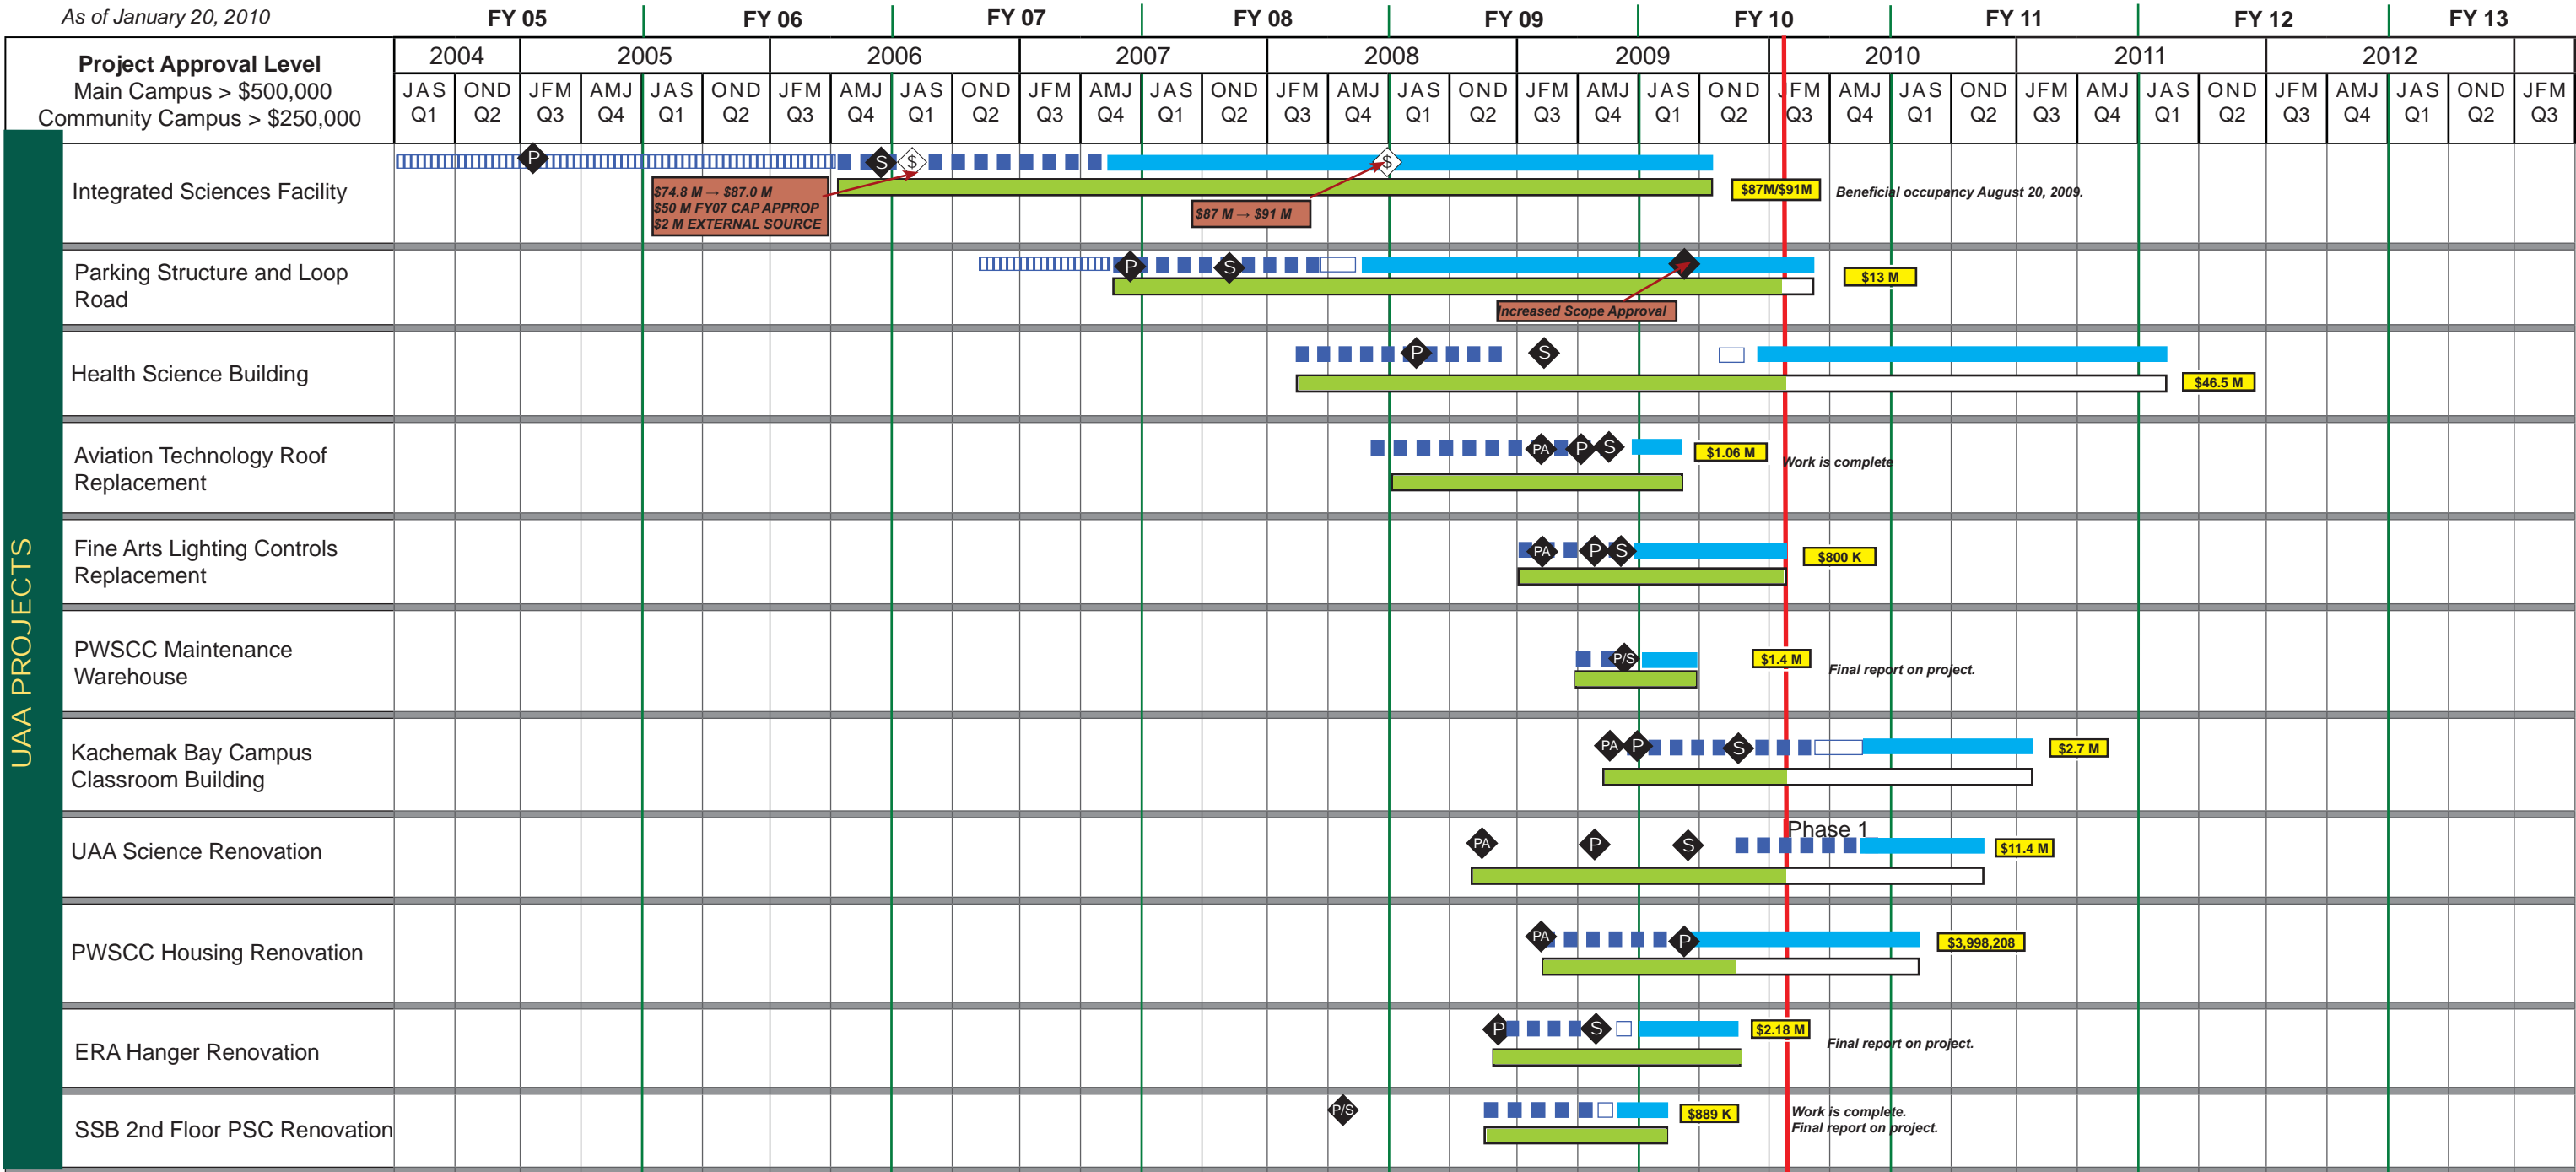 As of January 20, 2010
FY 05 FY 06 FY 07 FY 08 FY 09 FY 10 FY 11 FY 12 FY 13
Project Approval Level
Main Campus > $500,000
Community Campus > $250,000
2004 2005 2006 2007 2008 2009 2010 2011 2012
JAS OND JFM AMJ JAS OND JFM AMJ JAS OND JFM AMJ JAS OND JFM AMJ JAS OND JFM AMJ JAS OND JFM AMJ JAS OND JFM AMJ JAS OND JFM AMJ JAS OND JFM
Q1 Q2 Q3 Q4 Q1 Q2 Q3 Q4 Q1 Q2 Q3 Q4 Q1 Q2 Q3 Q4 Q1 Q2 Q3 Q4 Q1 Q2 Q3 Q4 Q1 Q2 Q3 Q4 Q1 Q2 Q3 Q4 Q1 Q2 Q3
UAA PROJECTS
Integrated Sciences Facility
P S $ $
$74.8 M → $87.0 M
$50 M FY07 CAP APPROP
$2 M EXTERNAL SOURCE
$87 M → $91 M
$87M/$91M
Beneficial occupancy August 20, 2009.
Parking Structure and Loop
Road
P S
Increased Scope Approval
$13 M
Health Science Building
P S
$46.5 M
Aviation Technology Roof
Replacement
PA P S
$1.06 M
Work is complete
Fine Arts Lighting Controls
Replacement
PA P S
$800 K
PWSCC Maintenance
Warehouse
P/S
$1.4 M
Final report on project.
Kachemak Bay Campus
Classroom Building
PA P S
$2.7 M
UAA Science Renovation
PA P S
Phase 1
$11.4 M
PWSCC Housing Renovation
PA P
$3,998,208
ERA Hanger Renovation
P S
$2.18 M
Final report on project.
SSB 2nd Floor PSC Renovation
P/S
$889 K
Work is complete.
Final report on project.